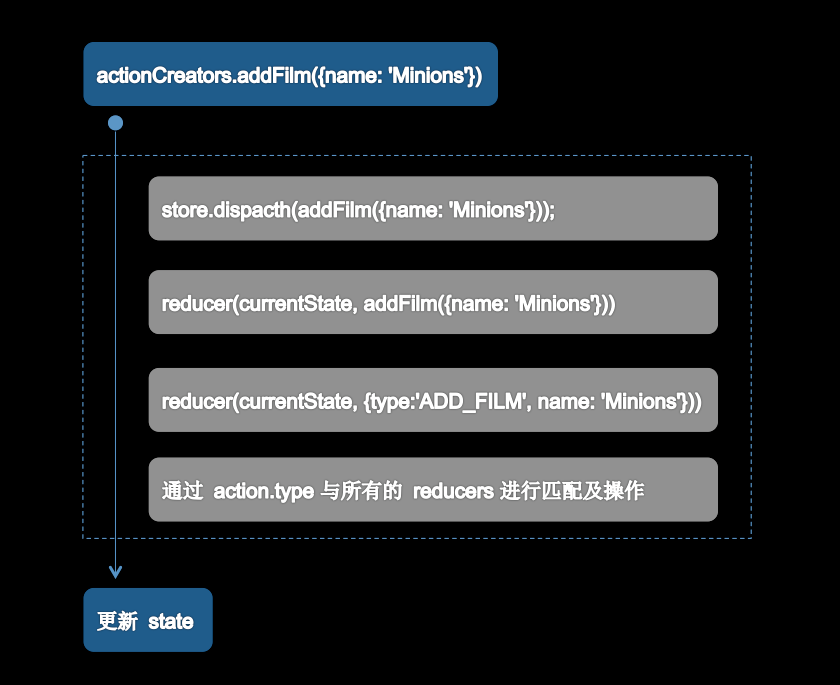 actionCreators.addFilm({name: 'Minions'})
store.dispacth(addFilm({name: 'Minions'}));
reducer(currentState, addFilm({name: 'Minions'}))
reducer(currentState, {type:'ADD_FILM', name: 'Minions'}))
通过 action.type 与所有的 reducers 进行匹配及操作
更新 state